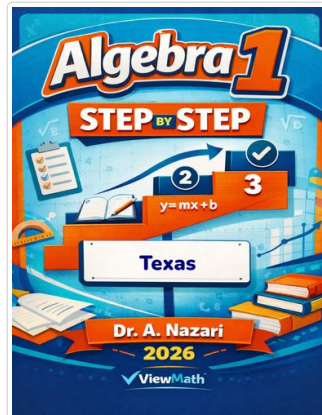 Algebra 1
STEP BY STEP
2
3
y=mx+b
Texas
Dr. A. Nazari
2026
ViewMath